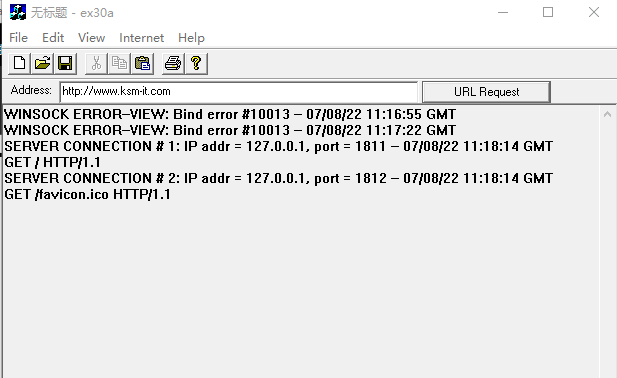 无标题 - ex30a
File Edit View Internet Help
Address: http://www.ksm-it.com URL Request
WINSOCK ERROR--VIEW: Bind error #10013 -- 07/08/22 11:16:55 GMT
WINSOCK ERROR--VIEW: Bind error #10013 -- 07/08/22 11:17:22 GMT
SERVER CONNECTION # 1: IP addr = 127.0.0.1, port = 1811 -- 07/08/22 11:18:14 GMT
GET / HTTP/1.1
SERVER CONNECTION # 2: IP addr = 127.0.0.1, port = 1812 -- 07/08/22 11:18:14 GMT
GET /favicon.ico HTTP/1.1